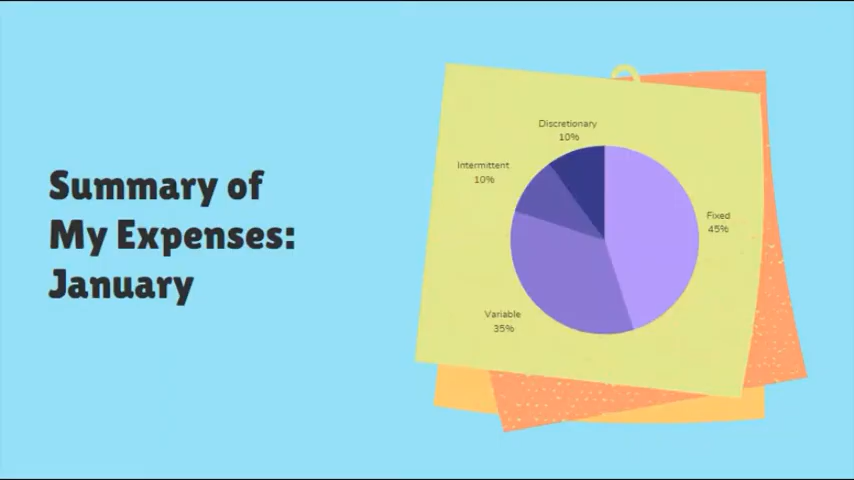 Summary of
My Expenses:
January
Discretionary
10%
Intermittent
10%
Fixed
45%
Variable
35%